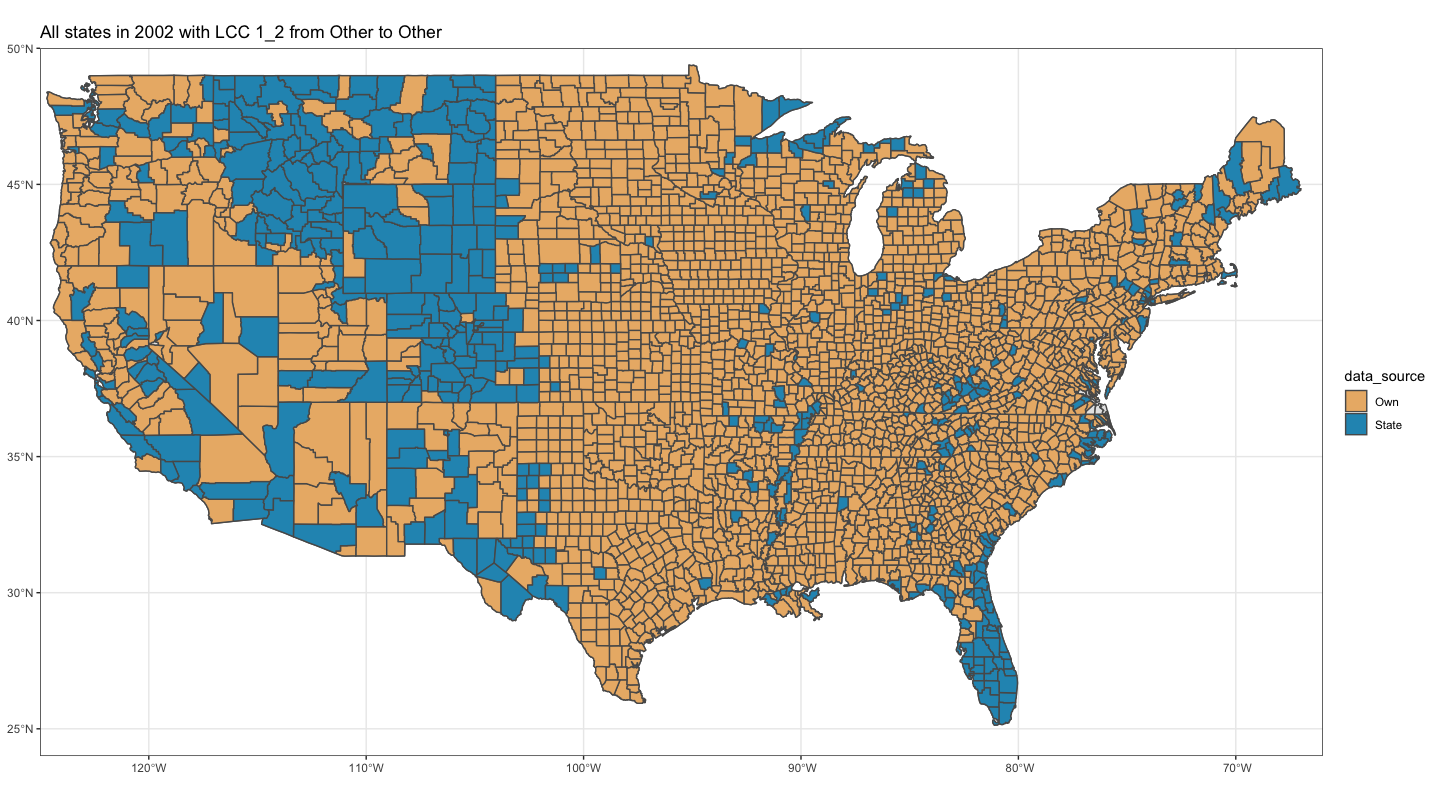 All states in 2002 with LCC 1_2 from Other to Other
50°N
45°N
40°N
35°N
30°N
25°N
120°W
110°W
100°W
90°W
80°W
70°W
data_source
Own
State